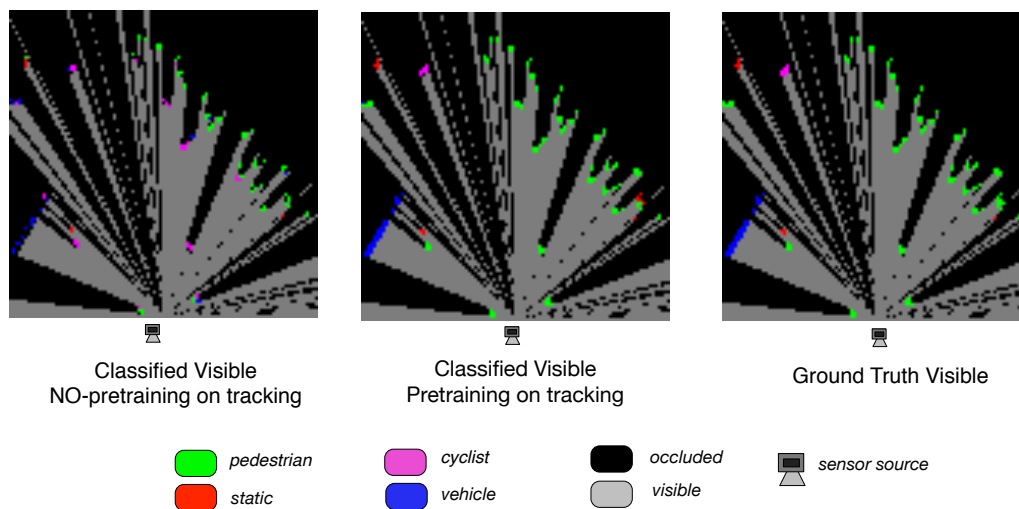 Classified Visible
NO-pretraining on tracking
Classified Visible
Pretraining on tracking
Ground Truth Visible
pedestrian
cyclist
occluded
sensor source
static
vehicle
visible